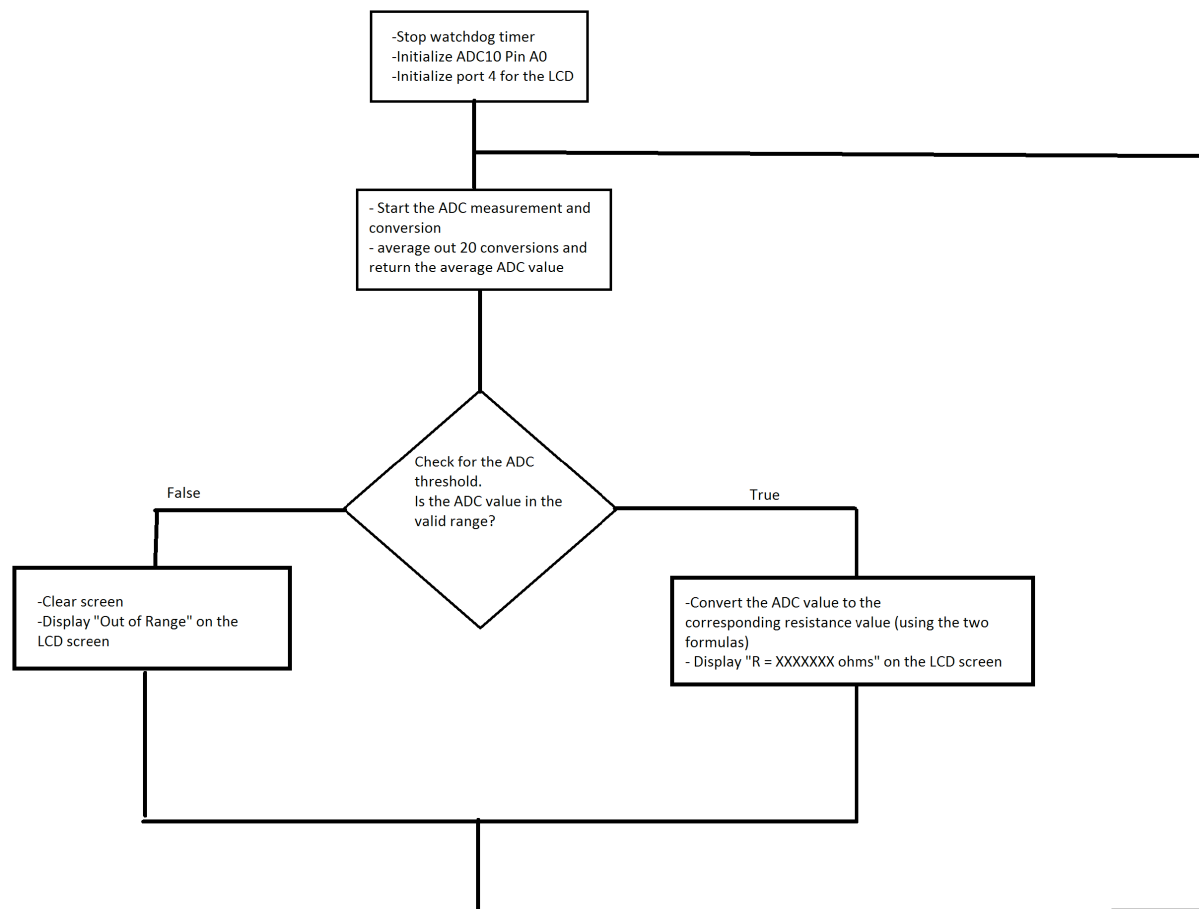 -Stop watchdog timer
-Initialize ADC10 Pin A0
-Initialize port 4 for the LCD
- Start the ADC measurement and
conversion
- average out 20 conversions and
return the average ADC value
Check for the ADC
threshold.
Is the ADC value in the
valid range?
False
True
-Clear screen
-Display "Out of Range" on the
LCD screen
-Convert the ADC value to the
corresponding resistance value (using the two
formulas)
- Display "R = XXXXXXX ohms" on the LCD screen